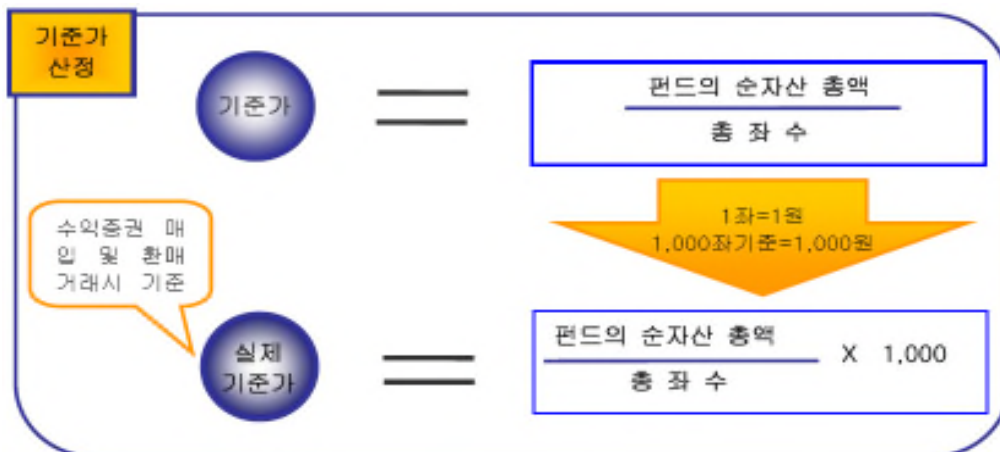 기준가
산정
기준가
펀드의 순자산 총액
총 좌 수
1좌=1원
1,000좌기준=1,000원
수익증권 매
입 및 환매
거래시 기준
실제
기준가
펀드의 순자산 총액
총 좌 수
X 1,000